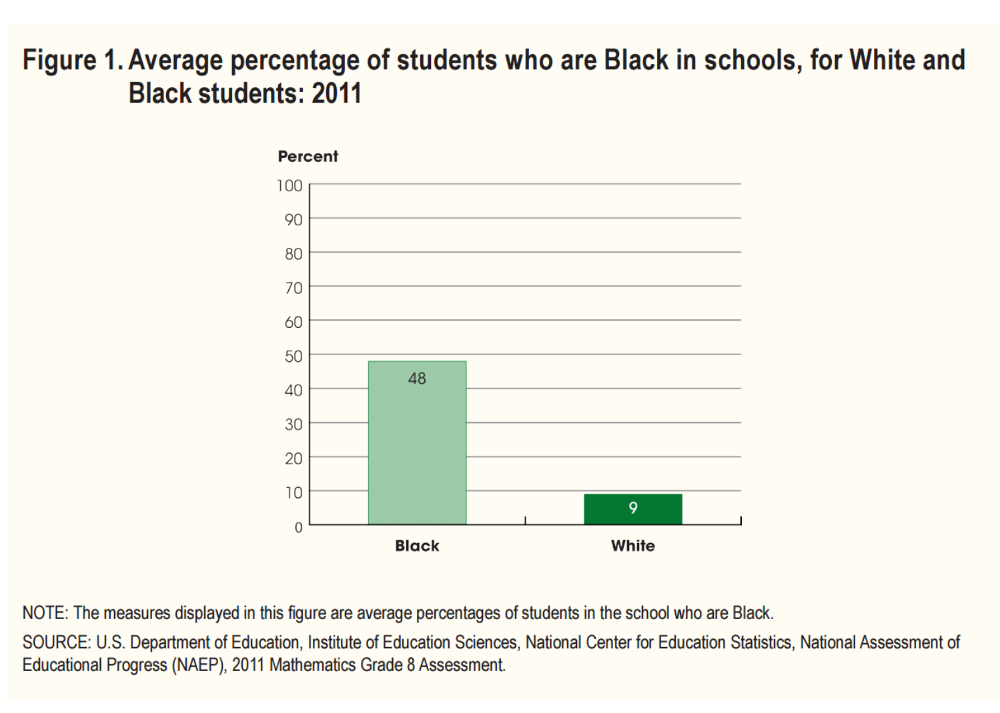 Figure 1. Average percentage of students who are Black in schools, for White and
Black students: 2011
Percent
100
90
80
70
60
50
40
30
20
10
0
48
9
Black
White
NOTE: The measures displayed in this figure are average percentages of students in the school who are Black.
SOURCE: U.S. Department of Education, Institute of Education Sciences, National Center for Education Statistics, National Assessment of
Educational Progress (NAEP), 2011 Mathematics Grade 8 Assessment.